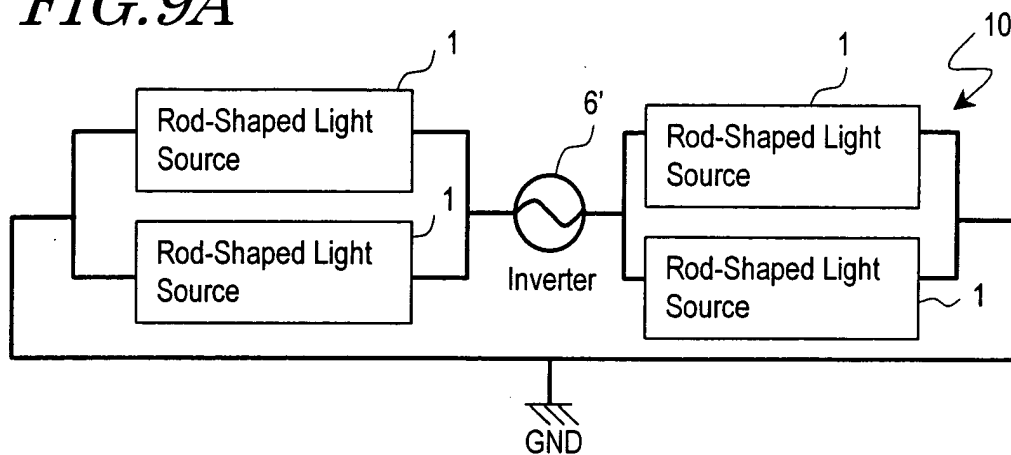 FIG.9A
1
Rod-Shaped Light
Source
1
Rod-Shaped Light
Source
6'
Inverter
1
Rod-Shaped Light
Source
Rod-Shaped Light
Source
1
10
GND